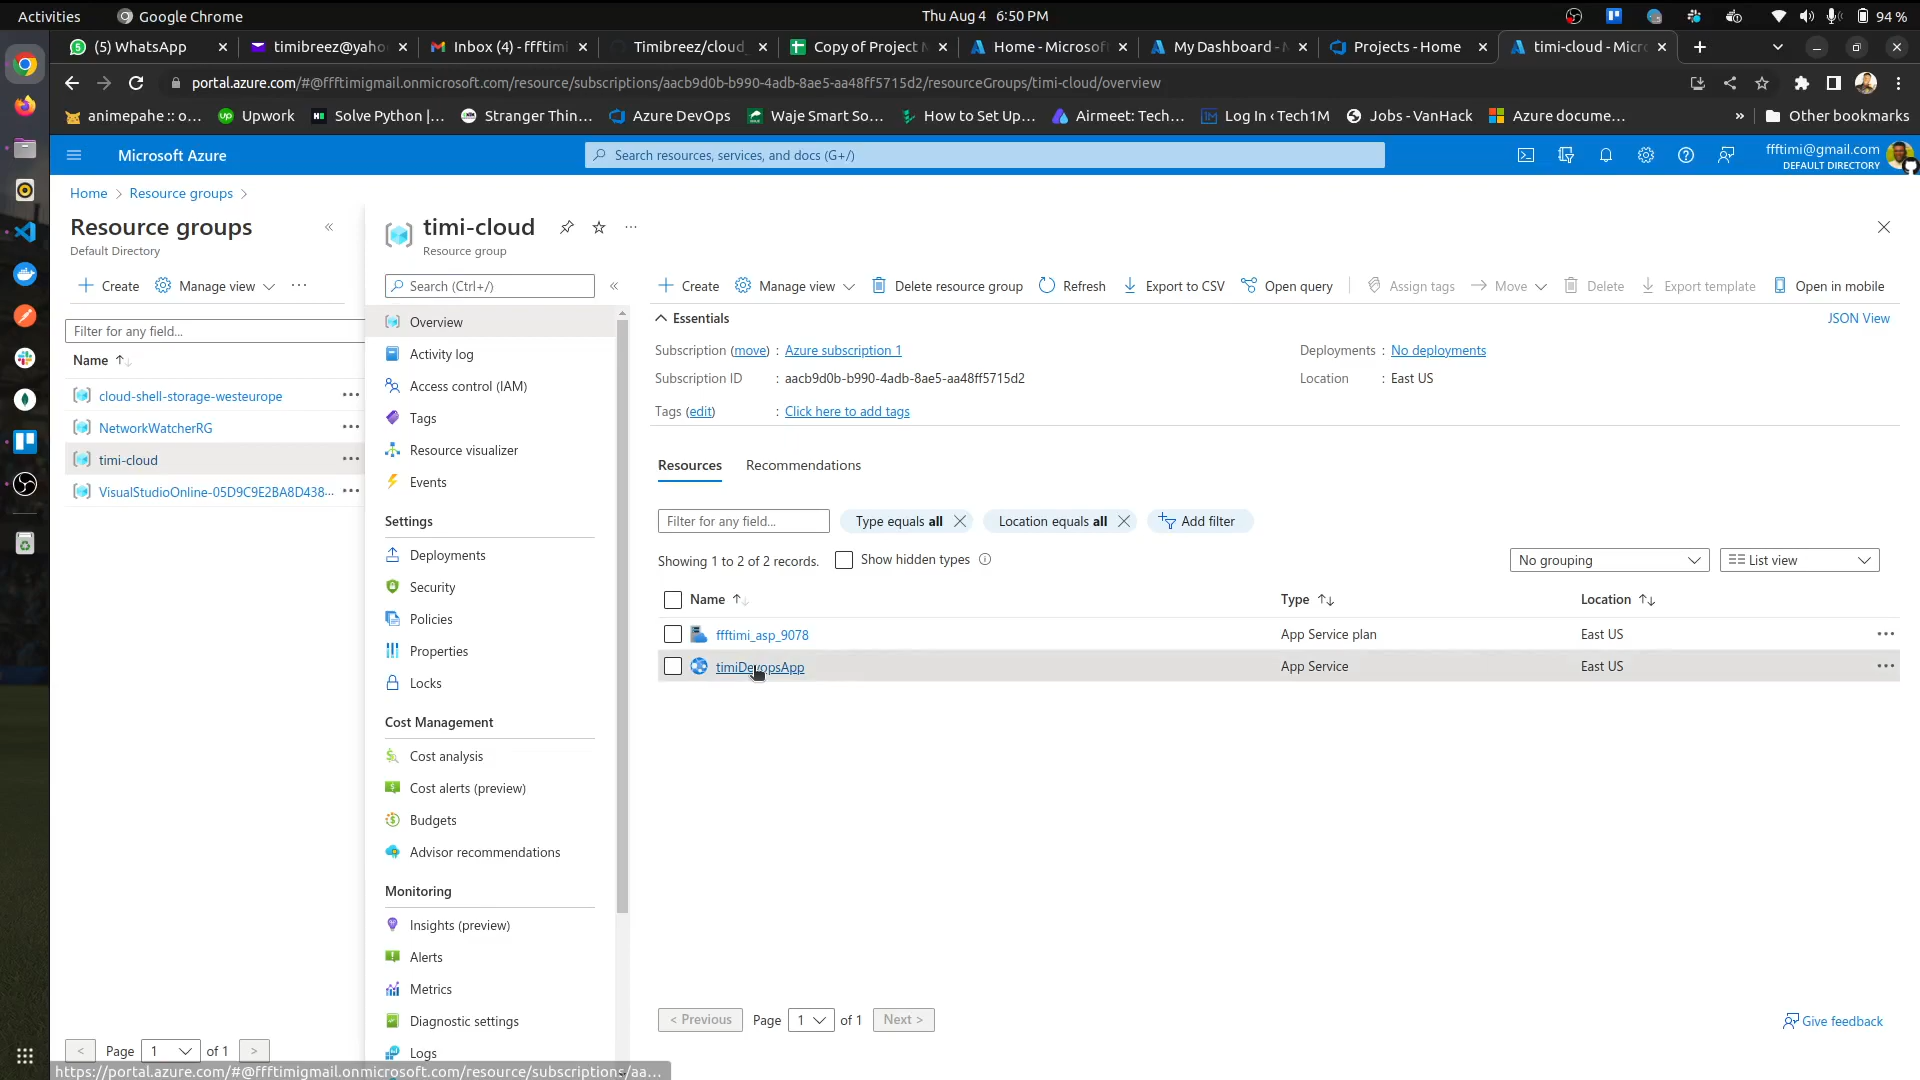 Activities
Google Chrome
Thu Aug 4 6:50 PM
94 %
(5) WhatsApp
timibreez@yaho
Inbox (4) - ffftimi
Timibreez/cloud_
Copy of Project
Home - Microsof
My Dashboard -
Projects - Home
timi-cloud - Micr
portal.azure.com/#@ffftimigmail.onmicrosoft.com/resource/subscriptions/aacb9d0b-b990-4adb-8ae5-aa48ff5715d2/resourceGroups/timi-cloud/overview
animepahe :: o...
Upwork
Solve Python |...
Stranger Thin...
Azure DevOps
Waje Smart So...
How to Set Up...
Airmeet: Tech...
Log In ‹ Tech1M
Jobs - VanHack
Azure docume...
»
Other bookmarks
Microsoft Azure
Search resources, services, and docs (G+/)
ffftimi@gmail.com
DEFAULT DIRECTORY
Home > Resource groups >
Resource groups
«
Default Directory
Create
Manage view
...
Filter for any field...
Name
cloud-shell-storage-westeurope
NetworkWatcherRG
timi-cloud
VisualStudioOnline-05D9C9E2BA8D438...
< Page 1 of 1 >
timi-cloud
...
Resource group
Search (Ctrl+/)
«
Overview
Activity log
Access control (IAM)
Tags
Resource visualizer
Events
Settings
Deployments
Security
Policies
Properties
Locks
Cost Management
Cost analysis
Cost alerts (preview)
Budgets
Advisor recommendations
Monitoring
Insights (preview)
Alerts
Metrics
Diagnostic settings
Logs
Create
Manage view
Delete resource group
Refresh
Export to CSV
Open query
Assign tags
Move
Delete
Export template
Open in mobile
Essentials
JSON View
Subscription (move) : Azure subscription 1
Deployments : No deployments
Subscription ID : aacb9d0b-b990-4adb-8ae5-aa48ff5715d2
Location : East US
Tags (edit) : Click here to add tags
Resources
Recommendations
Filter for any field...
Type equals all
Location equals all
Add filter
Showing 1 to 2 of 2 records.
Show hidden types
No grouping
List view
Name
Type
Location
ffftimi_asp_9078
App Service plan
East US
timiDevopsApp
App Service
East US
< Previous
Page 1 of 1
Next >
Give feedback
https://portal.azure.com/#@ffftimigmail.onmicrosoft.com/resource/subscriptions/aa...